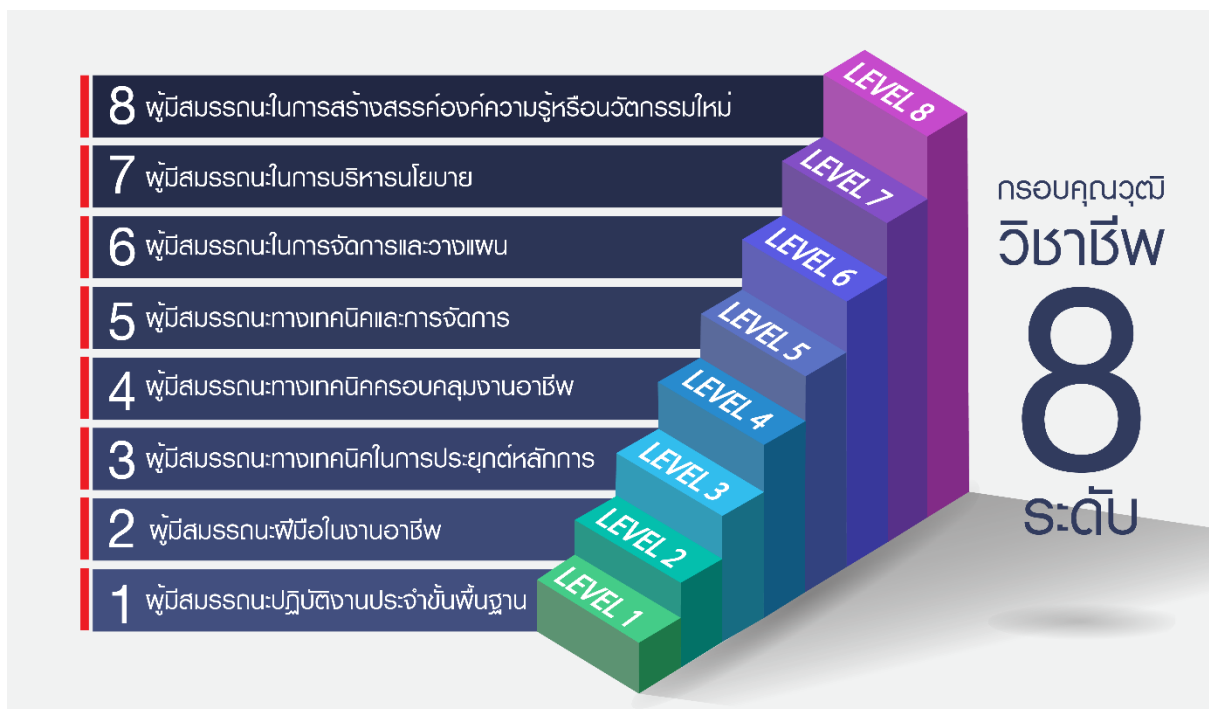 8 ผู้มีสมรรถนะในการสร้างสรรค์องค์ความรู้หรือนวัตกรรมใหม่
7 ผู้มีสมรรถนะในการบริหารนโยบาย
6 ผู้มีสมรรถนะในการจัดการและวางแผน
5 ผู้มีสมรรถนะทางเทคนิคและการจัดการ
4 ผู้มีสมรรถนะทางเทคนิคครอบคลุมงานอาชีพ
3 ผู้มีสมรรถนะทางเทคนิคในการประยุกต์หลักการ
2 ผู้มีสมรรถนะฝีมือในงานอาชีพ
1 ผู้มีสมรรถนะปฏิบัติงานประจำขั้นพื้นฐาน
LEVEL 8
LEVEL 7
LEVEL 6
LEVEL 5
LEVEL 4
LEVEL 3
LEVEL 2
LEVEL 1
กรอบคุณวุฒิ
วิชาชีพ
8
ระดับ